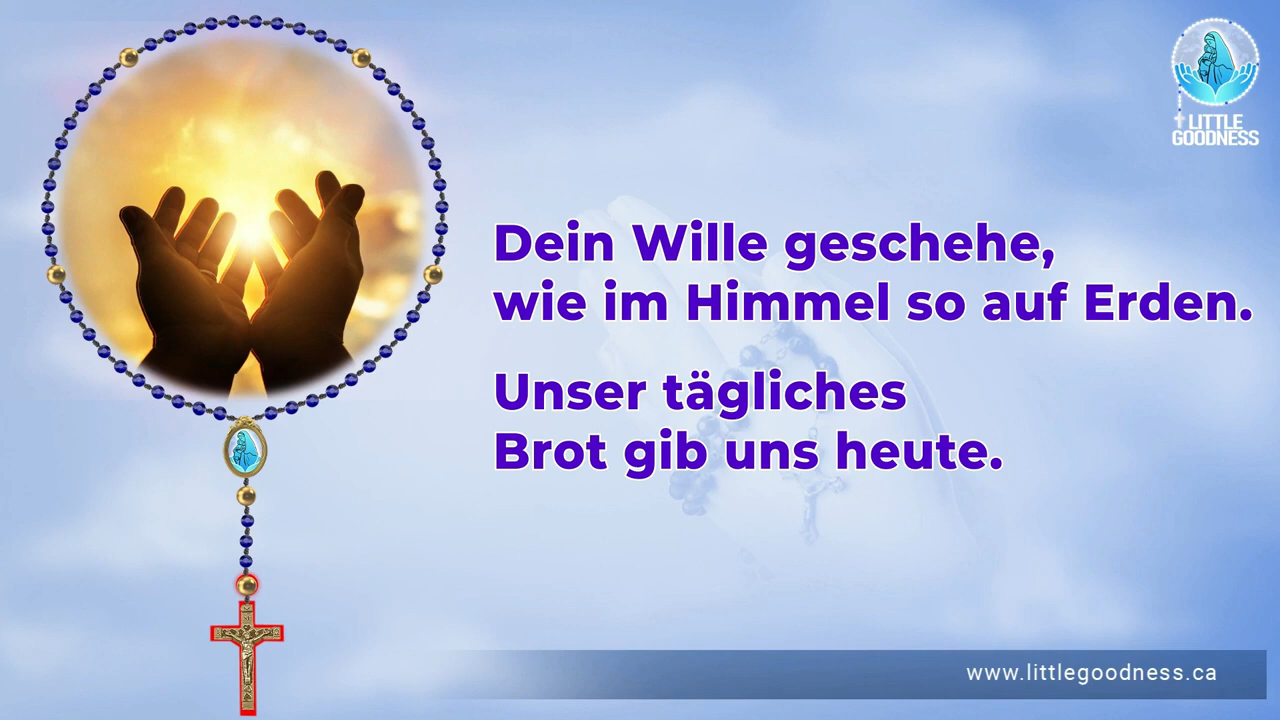 LITTLE
GOODNESS
Dein Wille geschehe,
wie im Himmel so auf Erden.
Unser tägliches
Brot gib uns heute.
www.littlegoodness.ca